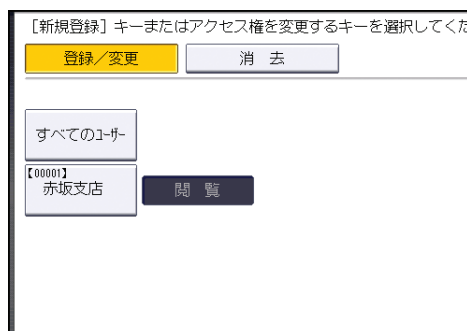 [新規登録] キーまたはアクセス権を変更するキーを選択してくだ
登録／変更
消 去
すべてのﾕｰｻﾞｰ
【00001】
赤坂支店
閲 覧